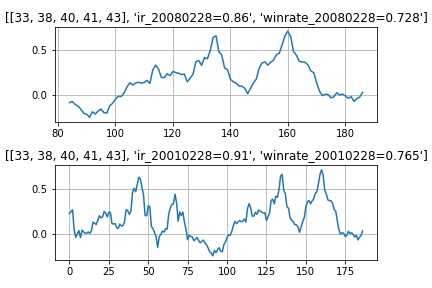 [[33, 38, 40, 41, 43], 'ir_20080228=0.86', 'winrate_20080228=0.728']
0.5
0.0
80 100 120 140 160 180
[[33, 38, 40, 41, 43], 'ir_20010228=0.91', 'winrate_20010228=0.765']
0.5
0.0
0 25 50 75 100 125 150 175